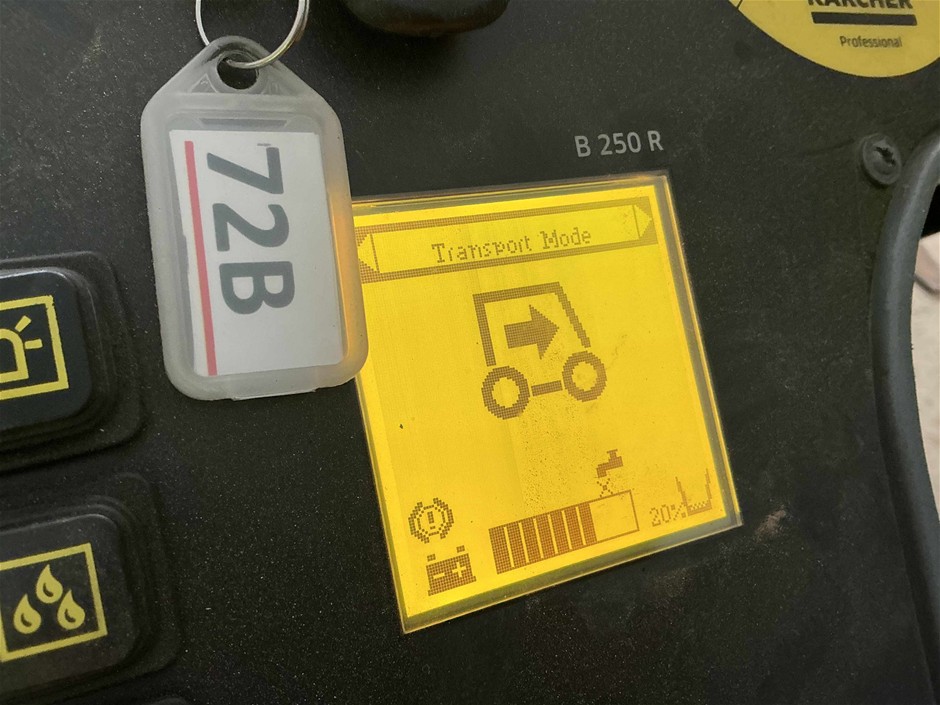 KÄRCHER
Professional
B 250 R
72B
Transport Mode
20%